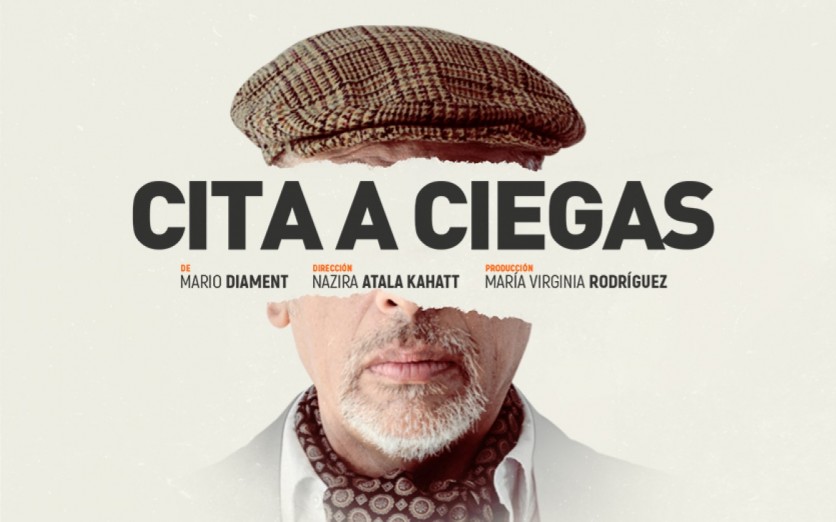 CITA A CIEGAS
DE DIRECCIÓN PRODUCCIÓN
MARIO DIAMENT NAZIRA ATALA KAHATT MARÍA VIRGINIA RODRÍGUEZ